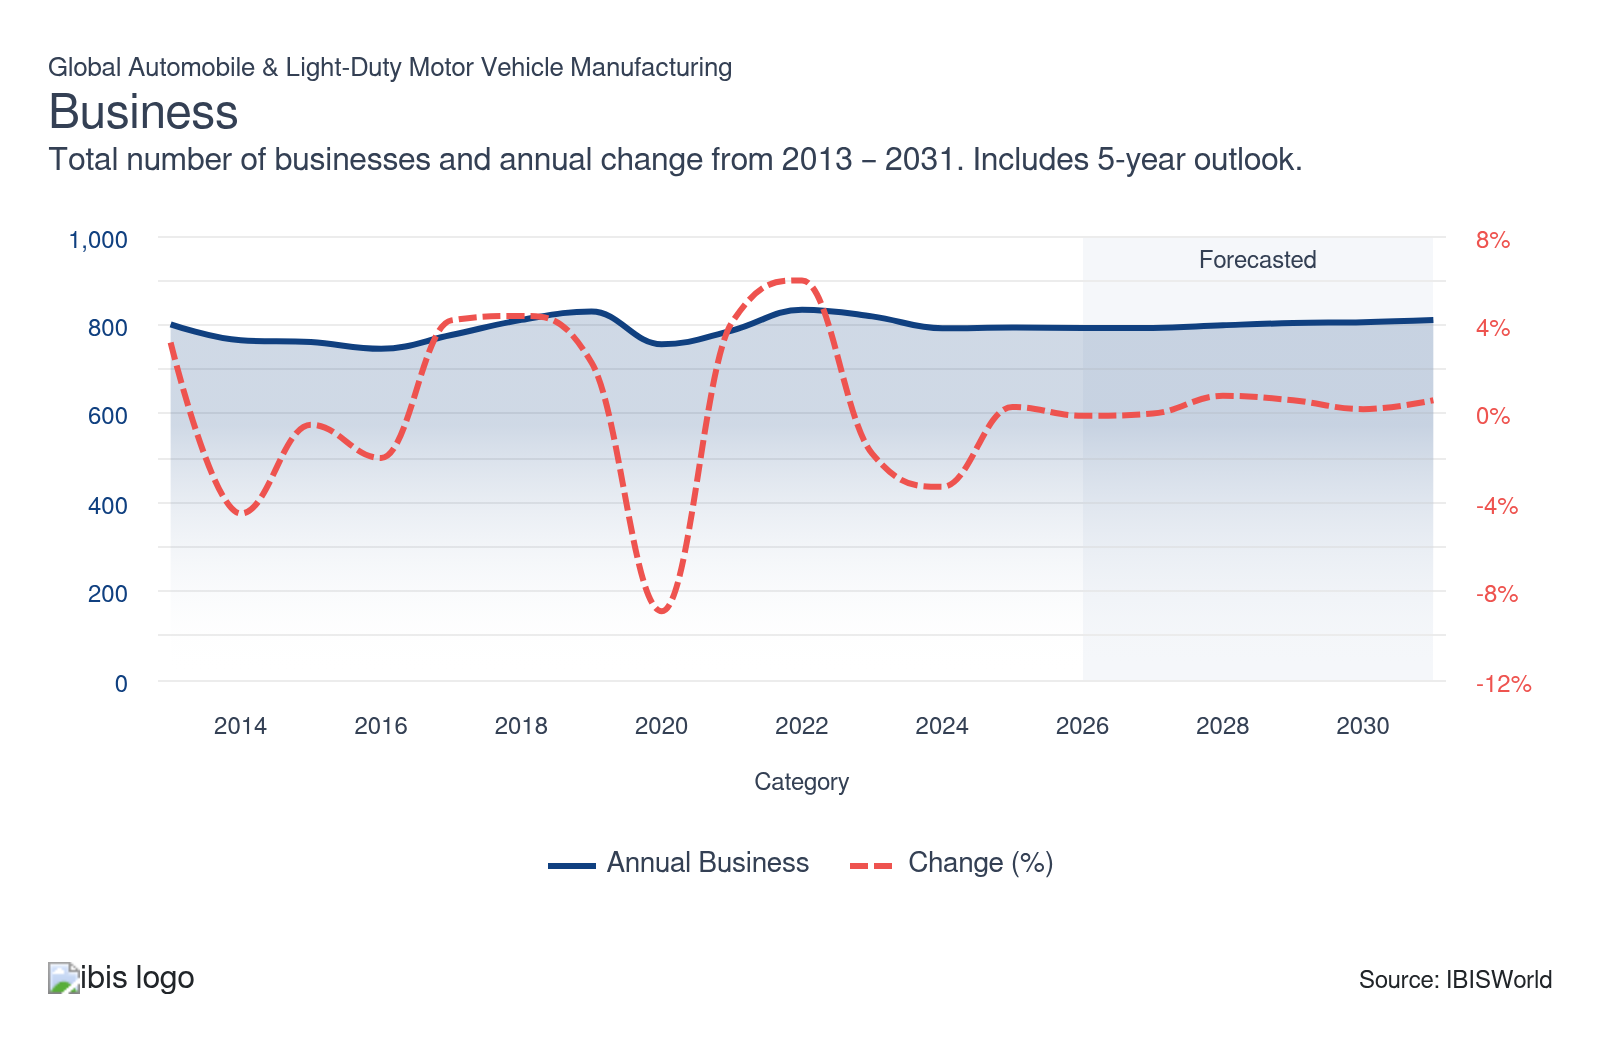 Global Automobile & Light-Duty Motor Vehicle Manufacturing
Business
Total number of businesses and annual change from 2013 – 2031. Includes 5-year outlook.
1,000
800
600
400
200
0
Forecasted
8%
4%
0%
-4%
-8%
-12%
2014 2016 2018 2020 2022 2024 2026 2028 2030
Category
Annual Business Change (%)
ibis logo
Source: IBISWorld